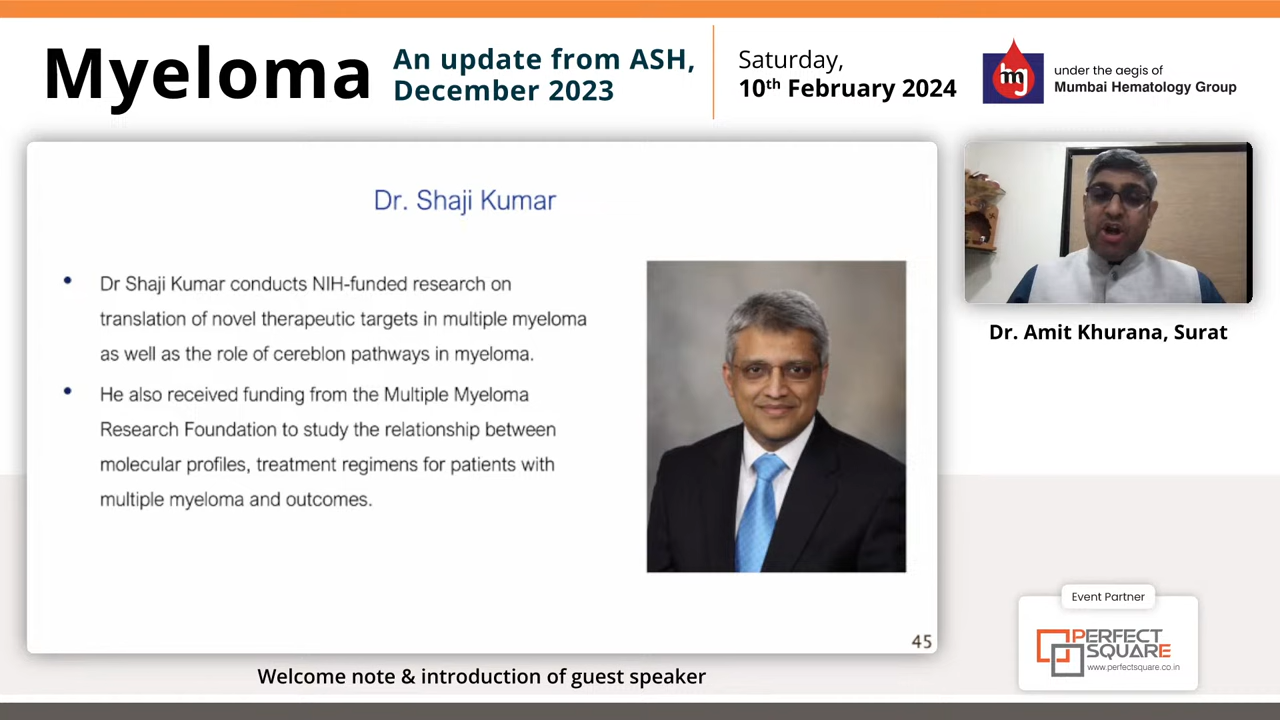 Myeloma
An update from ASH,
December 2023
Saturday,
10th February 2024
mg
under the aegis of
Mumbai Hematology Group
Dr. Shaji Kumar
• Dr Shaji Kumar conducts NIH-funded research on
translation of novel therapeutic targets in multiple myeloma
as well as the role of cereblon pathways in myeloma.
• He also received funding from the Multiple Myeloma
Research Foundation to study the relationship between
molecular profiles, treatment regimens for patients with
multiple myeloma and outcomes.
45
Dr. Amit Khurana, Surat
Event Partner
PERFECT
SQUARE
www.perfectsquare.co.in
Welcome note & introduction of guest speaker